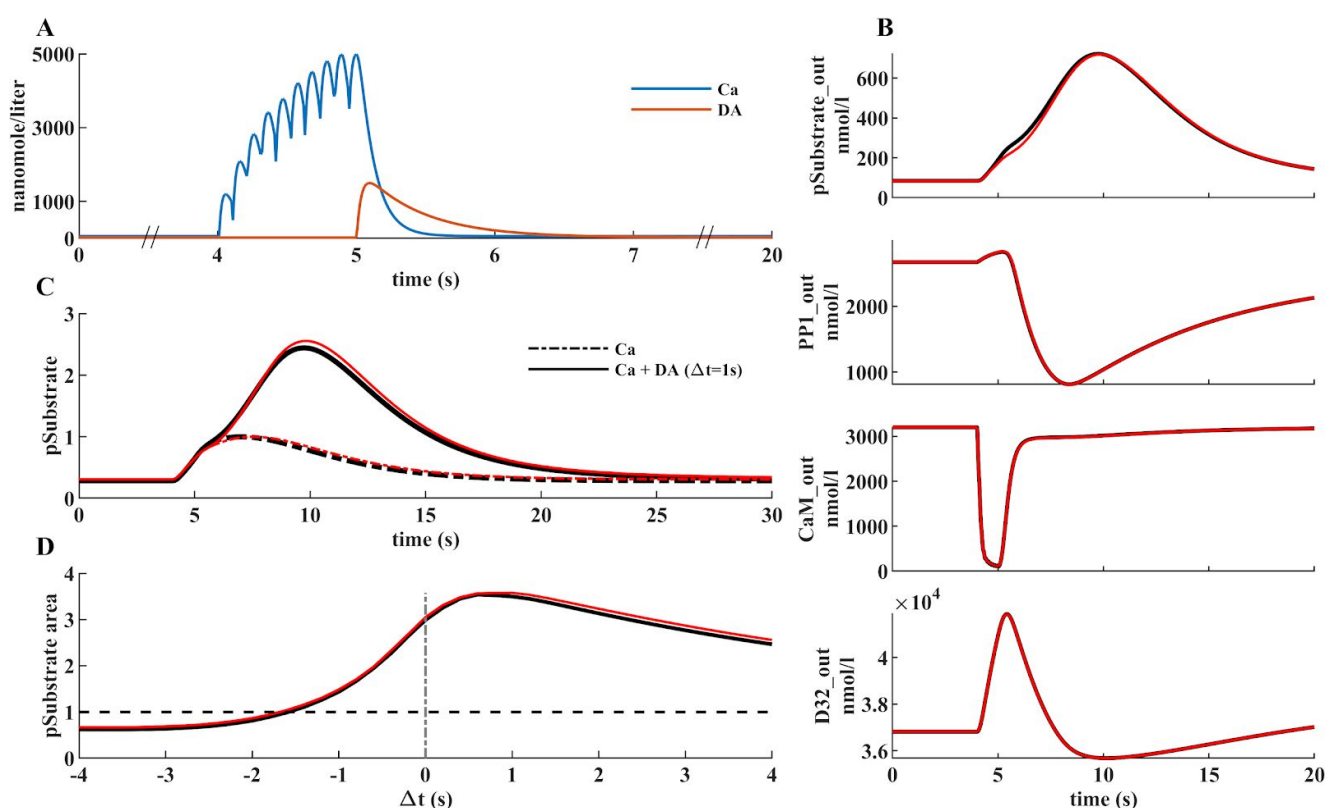 A
nanomole/liter
5000
3000
1000
0
Ca
DA
0
4
5
6
7
20
time (s)
B
pSubstrate_out
nmol/l
600
400
200
0
PP1_out
nmol/l
2000
1000
CaM_out
nmol/l
3000
2000
1000
0
×10⁴
D32_out
nmol/l
4
3.8
3.6
0
5
10
15
20
time (s)
C
pSubstrate
3
2
1
0
Ca
Ca + DA (Δt=1s)
0
5
10
15
20
25
30
time (s)
D
pSubstrate area
4
3
2
1
0
-4
-3
-2
-1
0
1
2
3
4
Δt (s)